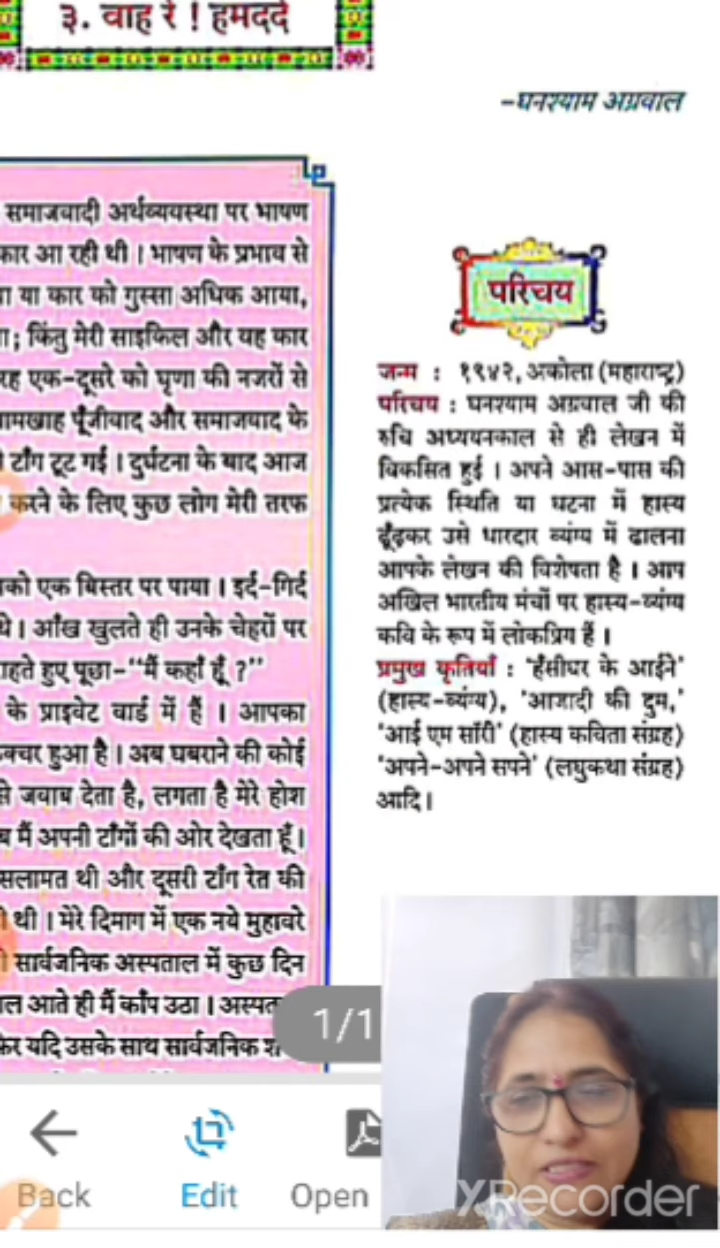 ३. वाह रे ! हमदर्द
–घनश्याम अग्रवाल
समाजवादी अर्थव्यवस्था पर भाषण
कार आ रही थी । भाषण के प्रभाव से
या कार को गुस्सा अधिक आया,
; किंतु मेरी साइकिल और वह कार
रह एक-दूसरे को घृणा की नजरों से
ामखाह पूँजीवाद और समाजवाद के
टाँग टूट गई । दुर्घटना के बाद आज
करने के लिए कुछ लोग मेरी तरफ
को एक बिस्तर पर पाया । इर्द-गिर्द
थे । आँख खुलते ही उनके चेहरों पर
ाहते हुए पूछा-“मैं कहाँ हूँ ?”
के प्राइवेट वार्ड में हैं । आपका
क्चर हुआ है । अब घबराने की कोई
से जवाब देता है, लगता है मेरे होश
ब मैं अपनी टाँगों की ओर देखता हूँ।
सलामत थी और दूसरी टाँग रेत की
थी । मेरे दिमाग में एक नये मुहावरे
सार्वजनिक अस्पताल में कुछ दिन
ल आते ही मैं काँप उठा । अस्पत
फिर यदि उसके साथ सार्वजनिक श
परिचय
जन्म : १९४२, अकोला (महाराष्ट्र)
परिचय : घनश्याम अग्रवाल जी की
रुचि अध्ययनकाल से ही लेखन में
विकसित हुई । अपने आस-पास की
प्रत्येक स्थिति या घटना में हास्य
ढूँढ़कर उसे धारदार व्यंग्य में ढालना
आपके लेखन की विशेषता है । आप
अखिल भारतीय मंचों पर हास्य-व्यंग्य
कवि के रूप में लोकप्रिय हैं ।
प्रमुख कृतियाँ : ‘हँसीघर के आईने’
(हास्य-व्यंग्य), ‘आजादी की दुम,’
‘आई एम सॉरी’ (हास्य कविता संग्रह)
‘अपने-अपने सपने’ (लघुकथा संग्रह)
आदि।
1/1
Back
Edit
Open
XRecorder